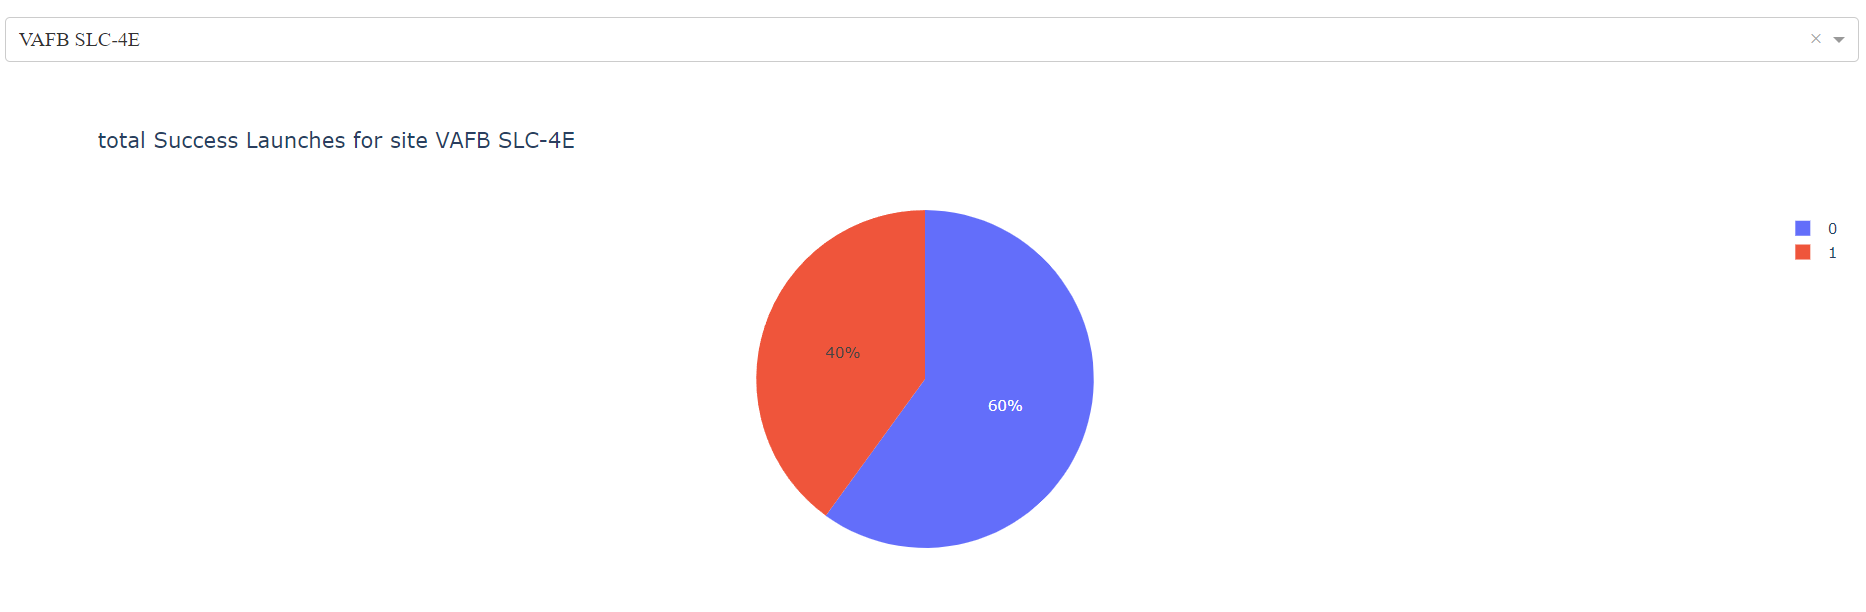 VAFB SLC-4E
total Success Launches for site VAFB SLC-4E
0
1
40%
60%